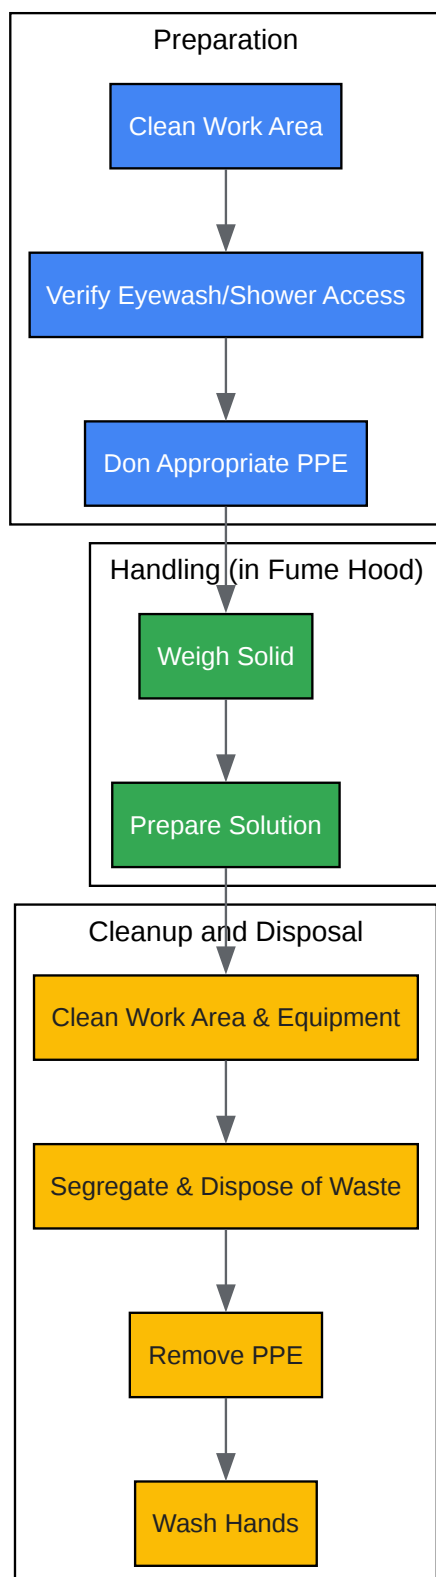 Preparation
Clean Work Area
Verify Eyewash/Shower Access
Don Appropriate PPE
Handling (in Fume Hood)
Weigh Solid
Prepare Solution
Cleanup and Disposal
Clean Work Area & Equipment
Segregate & Dispose of Waste
Remove PPE
Wash Hands